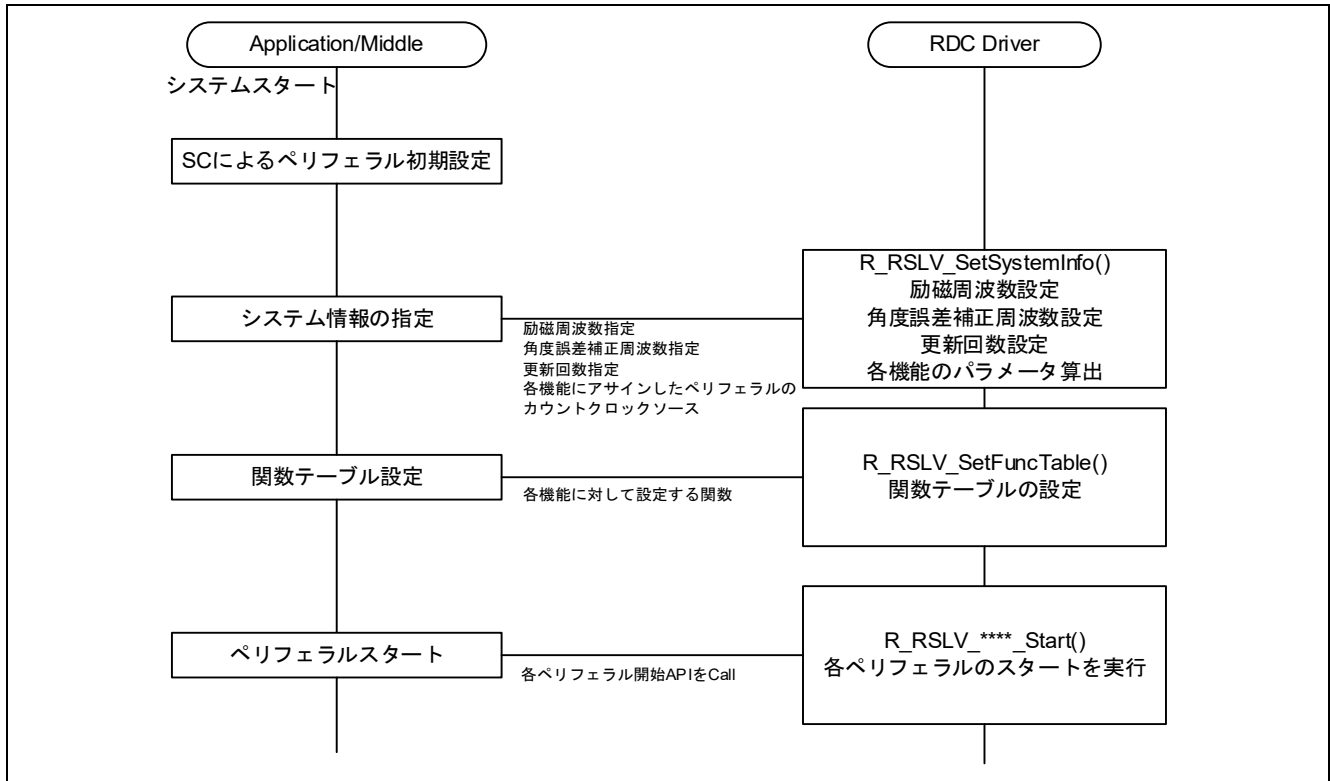 Application/Middle
RDC Driver
システムスタート
SCによるペリフェラル初期設定
システム情報の指定
励磁周波数指定
角度誤差補正周波数指定
更新回数指定
各機能にアサインしたペリフェラルの
カウントクロックソース
R_RSLV_SetSystemInfo()
励磁周波数設定
角度誤差補正周波数設定
更新回数設定
各機能のパラメータ算出
関数テーブル設定
各機能に対して設定する関数
R_RSLV_SetFuncTable()
関数テーブルの設定
ペリフェラルスタート
各ペリフェラル開始APIをCall
R_RSLV_****_Start()
各ペリフェラルのスタートを実行